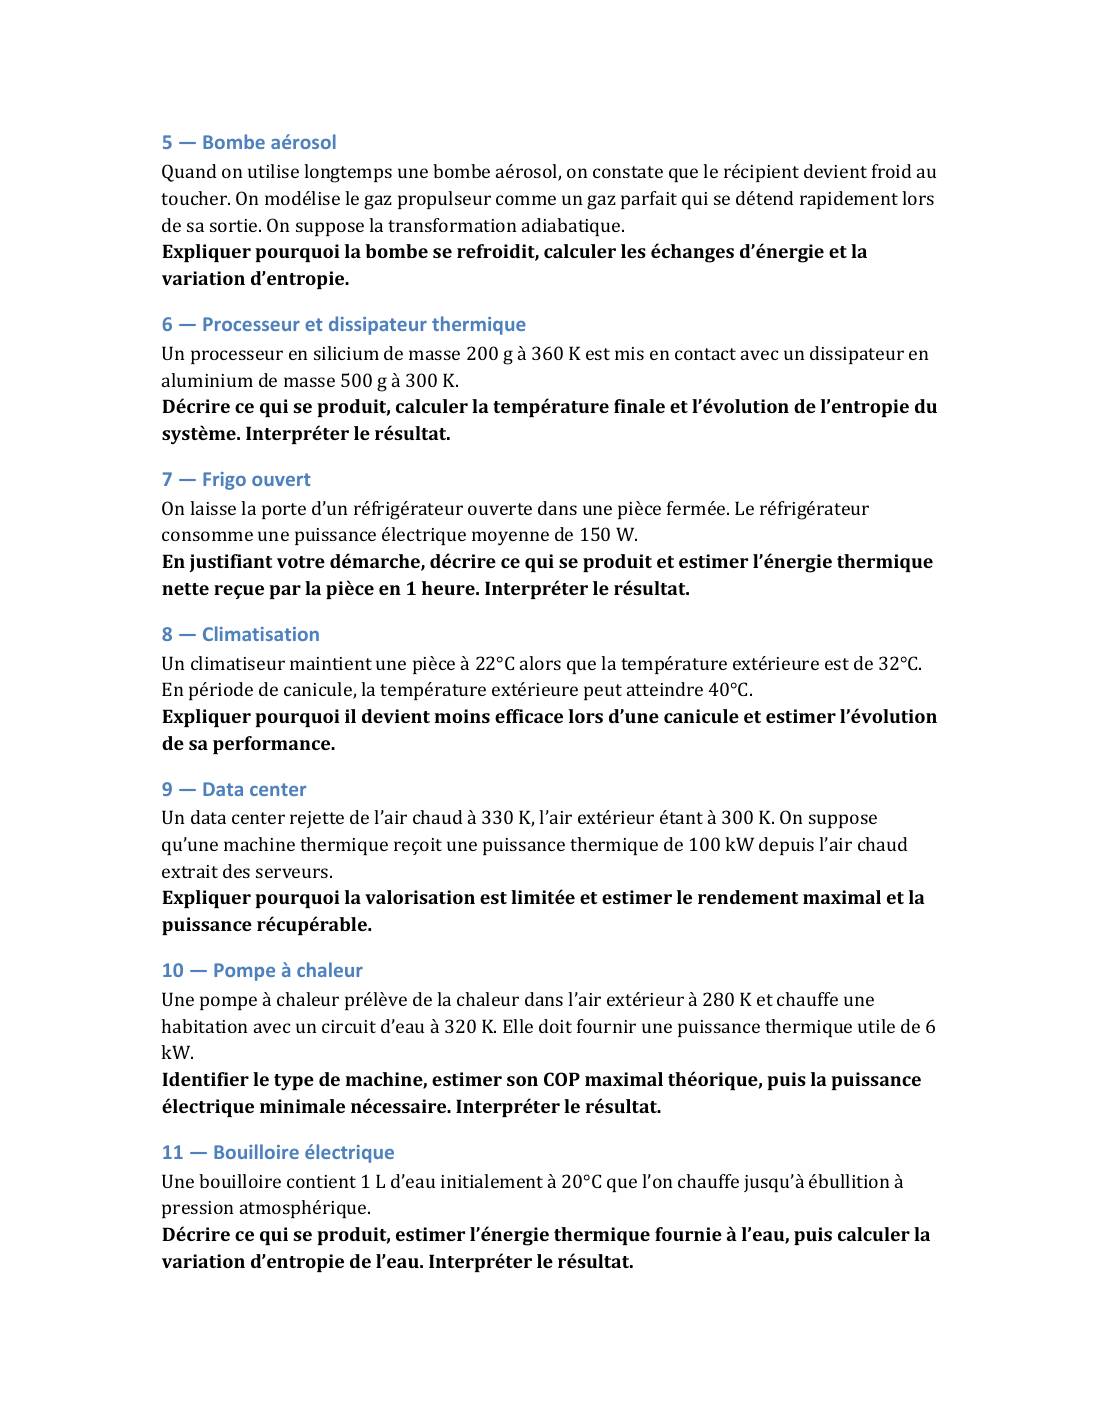 5 — Bombe aérosol
Quand on utilise longtemps une bombe aérosol, on constate que le récipient devient froid au
toucher. On modélise le gaz propulseur comme un gaz parfait qui se détend rapidement lors
de sa sortie. On suppose la transformation adiabatique.
Expliquer pourquoi la bombe se refroidit, calculer les échanges d’énergie et la
variation d’entropie.
6 — Processeur et dissipateur thermique
Un processeur en silicium de masse 200 g à 360 K est mis en contact avec un dissipateur en
aluminium de masse 500 g à 300 K.
Décrire ce qui se produit, calculer la température finale et l’évolution de l’entropie du
système. Interpréter le résultat.
7 — Frigo ouvert
On laisse la porte d’un réfrigérateur ouverte dans une pièce fermée. Le réfrigérateur
consomme une puissance électrique moyenne de 150 W.
En justifiant votre démarche, décrire ce qui se produit et estimer l’énergie thermique
nette reçue par la pièce en 1 heure. Interpréter le résultat.
8 — Climatisation
Un climatiseur maintient une pièce à 22°C alors que la température extérieure est de 32°C.
En période de canicule, la température extérieure peut atteindre 40°C.
Expliquer pourquoi il devient moins efficace lors d’une canicule et estimer l’évolution
de sa performance.
9 — Data center
Un data center rejette de l’air chaud à 330 K, l’air extérieur étant à 300 K. On suppose
qu’une machine thermique reçoit une puissance thermique de 100 kW depuis l’air chaud
extrait des serveurs.
Expliquer pourquoi la valorisation est limitée et estimer le rendement maximal et la
puissance récupérable.
10 — Pompe à chaleur
Une pompe à chaleur prélève de la chaleur dans l’air extérieur à 280 K et chauffe une
habitation avec un circuit d’eau à 320 K. Elle doit fournir une puissance thermique utile de 6
kW.
Identifier le type de machine, estimer son COP maximal théorique, puis la puissance
électrique minimale nécessaire. Interpréter le résultat.
11 — Bouilloire électrique
Une bouilloire contient 1 L d’eau initialement à 20°C que l’on chauffe jusqu’à ébullition à
pression atmosphérique.
Décrire ce qui se produit, estimer l’énergie thermique fournie à l’eau, puis calculer la
variation d’entropie de l’eau. Interpréter le résultat.